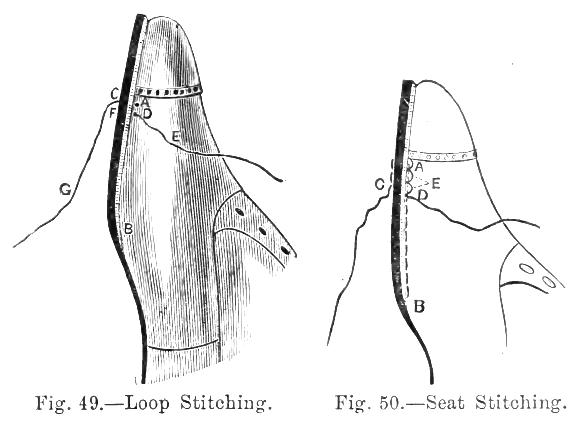 C
A
F
D
E
G
B
A
C
E
D
B
Fig. 49.—Loop Stitching.
Fig. 50.—Seat Stitching.